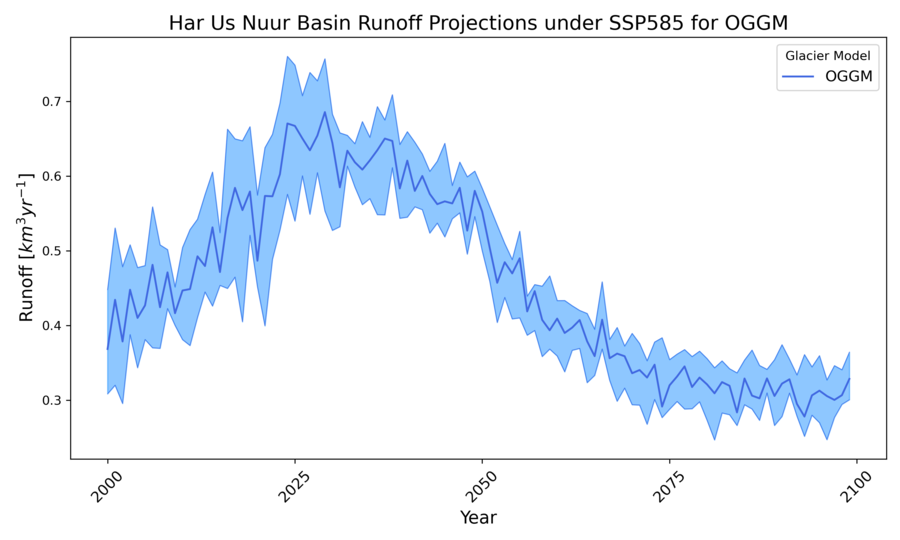 Har Us Nuur Basin Runoff Projections under SSP585 for OGGM
Glacier Model
OGGM
Runoff [km³yr⁻¹]
0.7
0.6
0.5
0.4
0.3
2000
2025
2050
2075
2100
Year